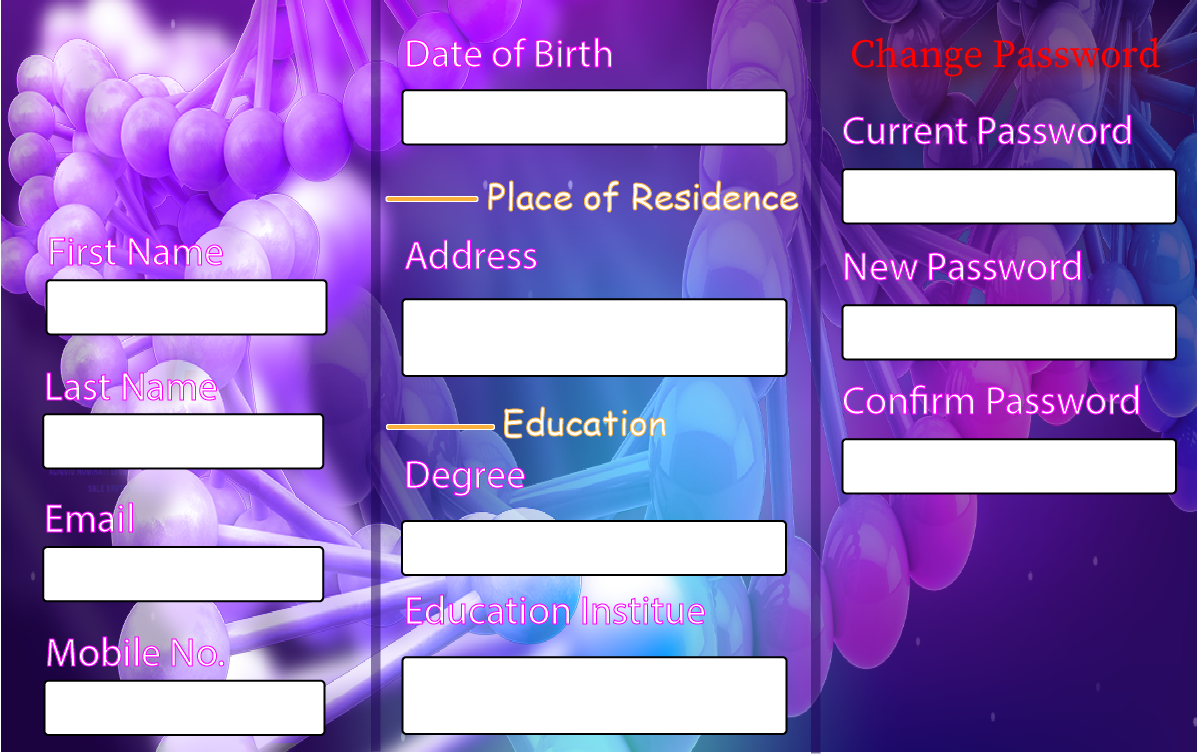 First Name
Last Name
Email
Mobile No.
Date of Birth
Place of Residence
Address
Education
Degree
Education Institue
Change Password
Current Password
New Password
Confirm Password